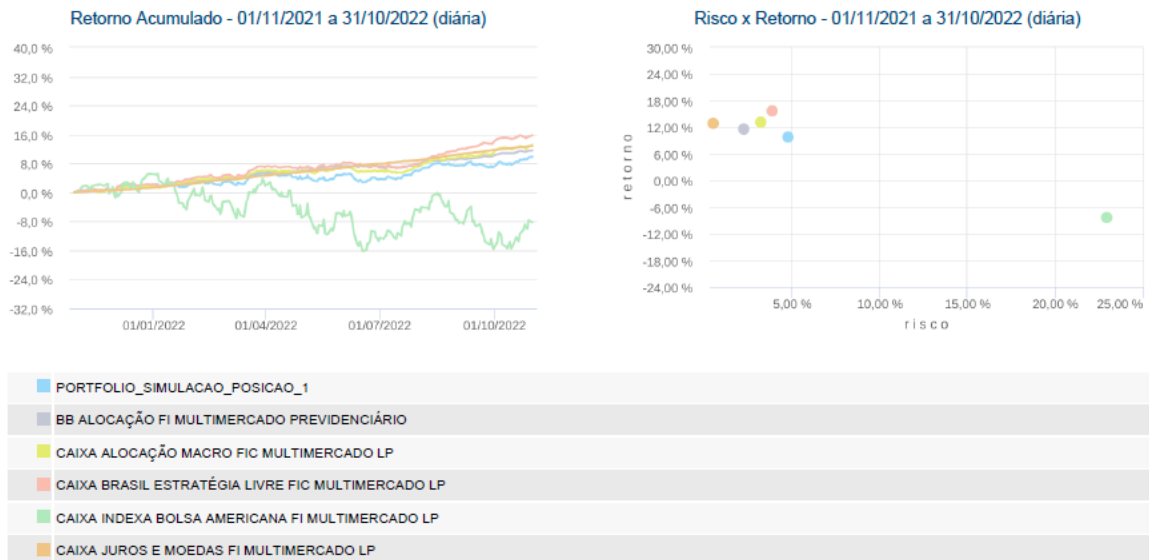 Retorno Acumulado - 01/11/2021 a 31/10/2022 (diária)
40,0 %
32,0 %
24,0 %
16,0 %
8,0 %
0,0 %
-8,0 %
-16,0 %
-24,0 %
-32,0 %
01/01/2022 01/04/2022 01/07/2022 01/10/2022
Risco x Retorno - 01/11/2021 a 31/10/2022 (diária)
retorno
30,00 %
24,00 %
18,00 %
12,00 %
6,00 %
0,00 %
-6,00 %
-12,00 %
-18,00 %
-24,00 %
5,00 % 10,00 % 15,00 % 20,00 % 25,00 %
risco
PORTFOLIO_SIMULACAO_POSICAO_1
BB ALOCAÇÃO FI MULTIMERCADO PREVIDENCIÁRIO
CAIXA ALOCAÇÃO MACRO FIC MULTIMERCADO LP
CAIXA BRASIL ESTRATÉGIA LIVRE FIC MULTIMERCADO LP
CAIXA INDEXA BOLSA AMERICANA FI MULTIMERCADO LP
CAIXA JUROS E MOEDAS FI MULTIMERCADO LP